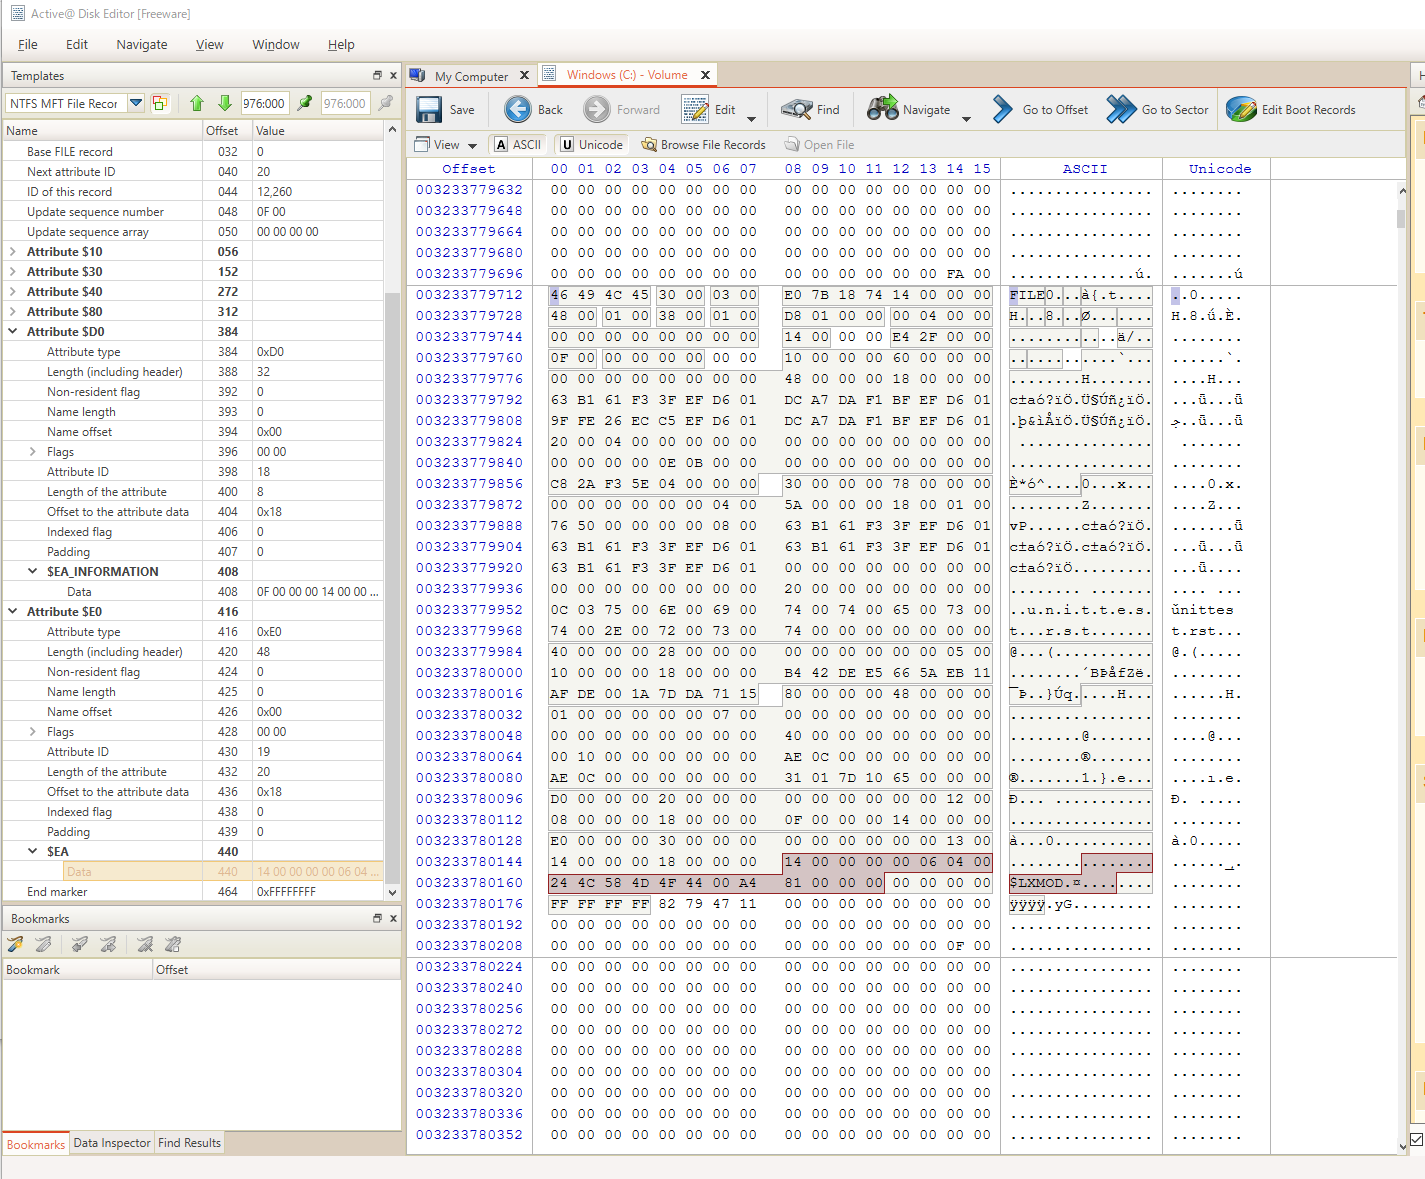 Active@ Disk Editor [Freeware]
File Edit Navigate View Window Help
Templates
My Computer Windows (C:) - Volume
NTFS MFT File Recor 976:000 976:000
Save Back Forward Edit Find Navigate Go to Offset Go to Sector Edit Boot Records
View ASCII Unicode Browse File Records Open File
Name Offset Value
Base FILE record 032 0
Next attribute ID 040 20
ID of this record 044 12,260
Update sequence number 048 0F 00
Update sequence array 050 00 00 00 00
Attribute $10 056
Attribute $30 152
Attribute $40 272
Attribute $80 312
Attribute $D0 384
Attribute type 384 0xD0
Length (including header) 388 32
Non-resident flag 392 0
Name length 393 0
Name offset 394 0x00
Flags 396 00 00
Attribute ID 398 18
Length of the attribute 400 8
Offset to the attribute data 404 0x18
Indexed flag 406 0
Padding 407 0
$EA_INFORMATION 408
Data 408 0F 00 00 00 14 00 00 ...
Attribute $E0 416
Attribute type 416 0xE0
Length (including header) 420 48
Non-resident flag 424 0
Name length 425 0
Name offset 426 0x00
Flags 428 00 00
Attribute ID 430 19
Length of the attribute 432 20
Offset to the attribute data 436 0x18
Indexed flag 438 0
Padding 439 0
$EA 440
Data 440 14 00 00 00 00 06 04 ...
End marker 464 0xFFFFFFFF
Bookmarks
Bookmark Offset
Bookmarks Data Inspector Find Results
Offset 00 01 02 03 04 05 06 07 08 09 10 11 12 13 14 15 ASCII Unicode
003233779632 00 00 00 00 00 00 00 00 00 00 00 00 00 00 00 00 ................ ........
003233779648 00 00 00 00 00 00 00 00 00 00 00 00 00 00 00 00 ................ ........
003233779664 00 00 00 00 00 00 00 00 00 00 00 00 00 00 00 00 ................ ........
003233779680 00 00 00 00 00 00 00 00 00 00 00 00 00 00 00 00 ................ ........
003233779696 00 00 00 00 00 00 00 00 00 00 00 00 00 00 FA 00 ..............ú. .......ú
003233779712 46 49 4C 45 30 00 03 00 E0 7B 18 74 14 00 00 00 FILE0...à{.t.... ..0.....
003233779728 48 00 01 00 38 00 01 00 D8 01 00 00 00 04 00 00 H...8...Ø....... H.8.ú.È.
003233779744 00 00 00 00 00 00 00 00 14 00 00 00 E4 2F 00 00 ............ä/.. ........
003233779760 0F 00 00 00 00 00 00 00 10 00 00 00 60 00 00 00 ............`... ......`.
003233779776 00 00 00 00 00 00 00 00 48 00 00 00 18 00 00 00 ........H....... ....H...
003233779792 63 B1 61 F3 3F EF D6 01 DC A7 DA F1 BF EF D6 01 c±aó?ïÖ.Ü§Úñ¿ïÖ. ...ǖ...ǖ
003233779808 9F FE 26 EC C5 EF D6 01 DC A7 DA F1 BF EF D6 01 .þ&ìÅïÖ.Ü§Úñ¿ïÖ.
003233779824 20 00 04 00 00 00 00 00 00 00 00 00 00 00 00 00  ...............  .......
003233779840 00 00 00 00 0E 0B 00 00 00 00 00 00 00 00 00 00 ................ ........
003233779856 C8 2A F3 5E 04 00 00 00 30 00 00 00 78 00 00 00 È*ó^....0...x... ....0.x.
003233779872 00 00 00 00 00 00 04 00 5A 00 00 00 18 00 01 00 ........Z....... ....Z...
003233779888 76 50 00 00 00 00 08 00 63 B1 61 F3 3F EF D6 01 vP......c±aó?ïÖ. .......ǖ
003233779904 63 B1 61 F3 3F EF D6 01 63 B1 61 F3 3F EF D6 01 c±aó?ïÖ.c±aó?ïÖ. ...ǖ...ǖ
003233779920 63 B1 61 F3 3F EF D6 01 00 00 00 00 00 00 00 00 c±aó?ïÖ......... ...ǖ....
003233779936 00 00 00 00 00 00 00 00 20 00 00 00 00 00 00 00 ........ ....... .... ...
003233779952 0C 03 75 00 6E 00 69 00 74 00 74 00 65 00 73 00 ..u.n.i.t.t.e.s. ̌unittes
003233779968 74 00 2E 00 72 00 73 00 74 00 00 00 00 00 00 00 t...r.s.t....... t.rst...
003233779984 40 00 00 00 28 00 00 00 00 00 00 00 00 00 05 00 @...(........... @.(.....
003233780000 10 00 00 00 18 00 00 00 B4 42 DE E5 66 5A EB 11 ........´BÞåfZë. ........
003233780016 AF DE 00 1A 7D DA 71 15 80 00 00 00 48 00 00 00 ¯Þ..}Úq.....H... ......H.
003233780032 01 00 00 00 00 00 07 00 00 00 00 00 00 00 00 00 ................ ........
003233780048 00 00 00 00 00 00 00 00 40 00 00 00 00 00 00 00 ........@....... ....@...
003233780064 00 10 00 00 00 00 00 00 AE 0C 00 00 00 00 00 00 ........®....... ........
003233780080 AE 0C 00 00 00 00 00 00 31 01 7D 10 65 00 00 00 ®.......1.}.e... ....ı.e.
003233780096 D0 00 00 00 20 00 00 00 00 00 00 00 00 00 12 00 Ð... ........... Ð. .....
003233780112 08 00 00 00 18 00 00 00 0F 00 00 00 14 00 00 00 ................ ........
003233780128 E0 00 00 00 30 00 00 00 00 00 00 00 00 00 13 00 à...0........... à.0.....
003233780144 14 00 00 00 18 00 00 00 14 00 00 00 00 06 04 00 ................
003233780160 24 4C 58 4D 4F 44 00 A4 81 00 00 00 00 00 00 00 $LXMOD.¤........ ........
003233780176 FF FF FF FF 82 79 47 11 00 00 00 00 00 00 00 00 ÿÿÿÿ.yG......... ........
003233780192 00 00 00 00 00 00 00 00 00 00 00 00 00 00 00 00 ................ ........
003233780208 00 00 00 00 00 00 00 00 00 00 00 00 00 00 0F 00 ................ ........
003233780224 00 00 00 00 00 00 00 00 00 00 00 00 00 00 00 00 ................ ........
003233780240 00 00 00 00 00 00 00 00 00 00 00 00 00 00 00 00 ................ ........
003233780256 00 00 00 00 00 00 00 00 00 00 00 00 00 00 00 00 ................ ........
003233780272 00 00 00 00 00 00 00 00 00 00 00 00 00 00 00 00 ................ ........
003233780288 00 00 00 00 00 00 00 00 00 00 00 00 00 00 00 00 ................ ........
003233780304 00 00 00 00 00 00 00 00 00 00 00 00 00 00 00 00 ................ ........
003233780320 00 00 00 00 00 00 00 00 00 00 00 00 00 00 00 00 ................ ........
003233780336 00 00 00 00 00 00 00 00 00 00 00 00 00 00 00 00 ................ ........
003233780352 00 00 00 00 00 00 00 00 00 00 00 00 00 00 00 00 ................ ........